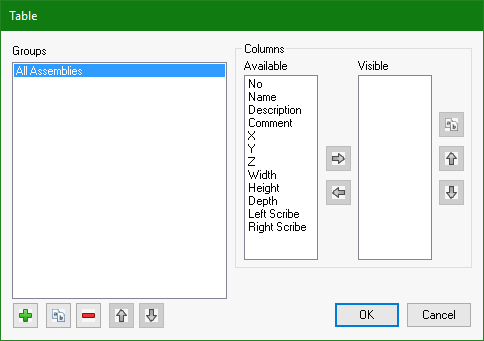 Table
Groups
All Assemblies
Columns
Available
Visible
No
Name
Description
Comment
X
Y
Z
Width
Height
Depth
Left Scribe
Right Scribe
OK
Cancel